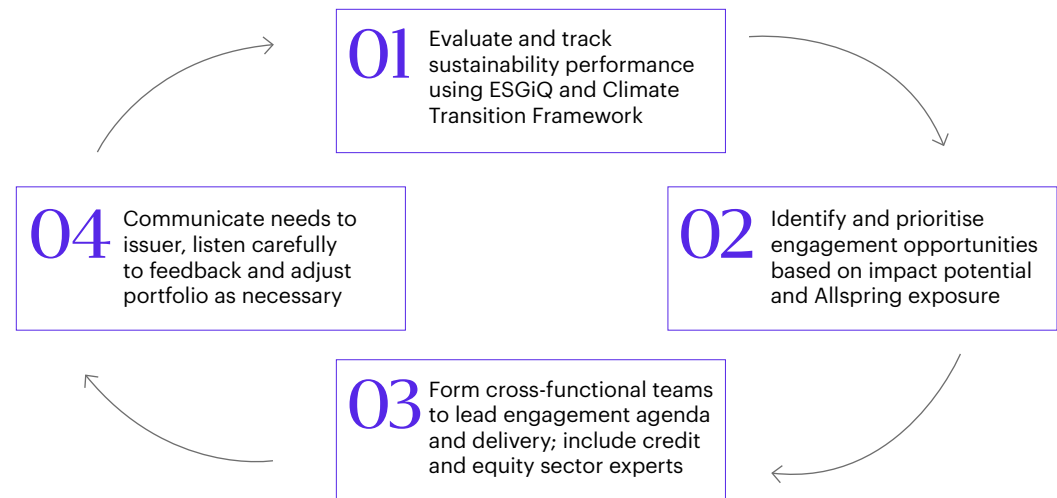 01
Evaluate and track
sustainability performance
using ESGiQ and Climate
Transition Framework
02
Identify and prioritise
engagement opportunities
based on impact potential
and Allspring exposure
03
Form cross-functional teams
to lead engagement agenda
and delivery; include credit
and equity sector experts
04
Communicate needs to
issuer, listen carefully
to feedback and adjust
portfolio as necessary